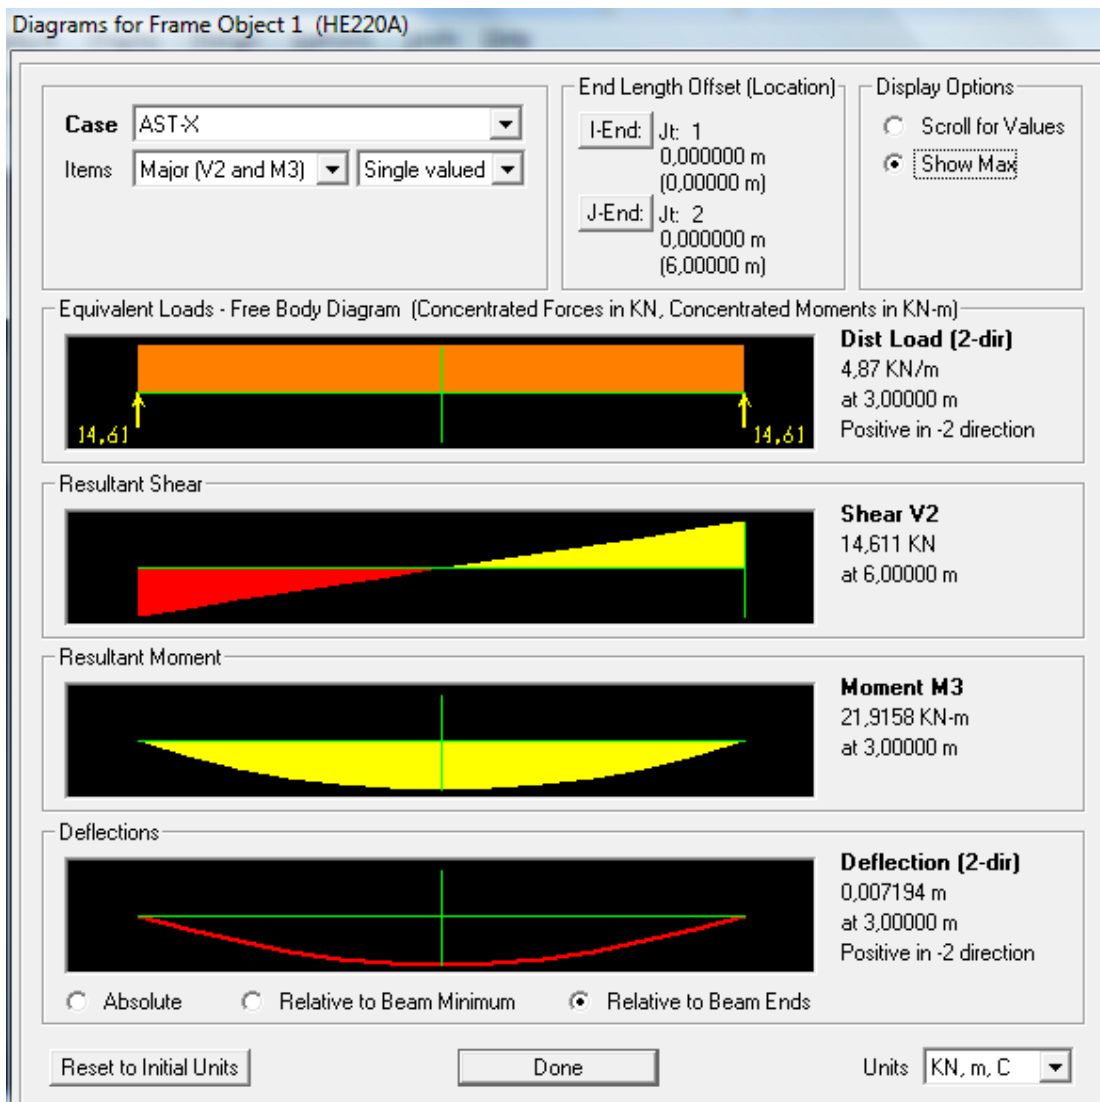 Diagrams for Frame Object 1 (HE220A)
Case AST-X
Items Major (V2 and M3) Single valued
End Length Offset (Location)
I-End: Jt: 1
0,000000 m
(0,00000 m)
J-End: Jt: 2
0,000000 m
(6,00000 m)
Display Options
Scroll for Values
Show Max
Equivalent Loads - Free Body Diagram (Concentrated Forces in KN, Concentrated Moments in KN-m)
14,61
14,61
Dist Load (2-dir)
4,87 KN/m
at 3,00000 m
Positive in -2 direction
Resultant Shear
Shear V2
14,611 KN
at 6,00000 m
Resultant Moment
Moment M3
21,9158 KN-m
at 3,00000 m
Deflections
Deflection (2-dir)
0,007194 m
at 3,00000 m
Positive in -2 direction
Absolute Relative to Beam Minimum Relative to Beam Ends
Reset to Initial Units Done Units KN, m, C